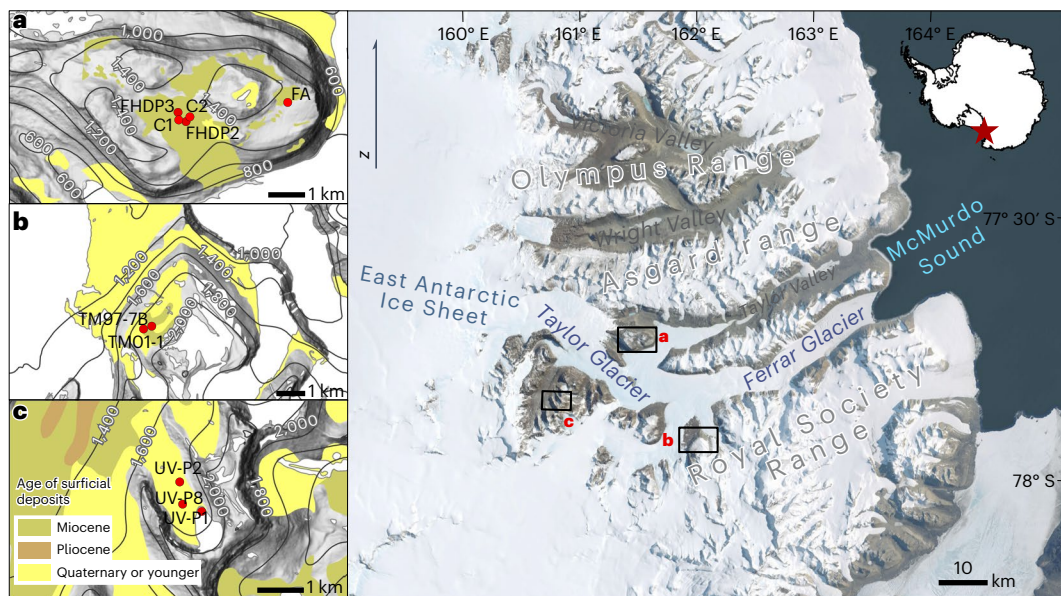 a
1,000
1,400
600
1,400
FHDP3
C2
FA
C1
FHDP2
1,400
1,200
600
600
800
1 km
b
1,200
1,000
1,400
1,600
1,800
TM97-7B
2,000
TM01-1
1 km
c
1,400
1,600
2,000
UV-P2
2,000
1,800
UV-P8
UV-P1
Age of surficial
deposits
Miocene
Pliocene
Quaternary or younger
1 km
160° E
161° E
162° E
163° E
164° E
N
Victoria Valley
Olympus Range
Wright Valley
77° 30′ S
Asgard range
McMurdo
Sound
East Antarctic
Ice Sheet
Taylor Valley
Taylor Glacier
a
Ferrar Glacier
c
b
Royal Society
Range
78° S
10
km